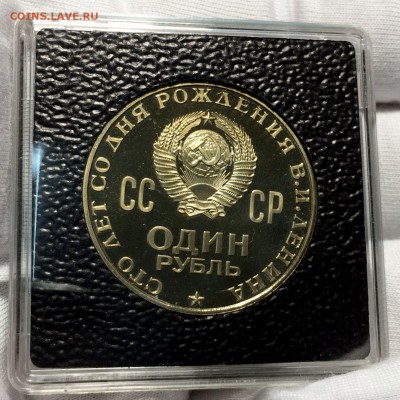 COINS.LAVE.RU
СТО ЛЕТ СО ДНЯ РОЖДЕНИЯ В.И.ЛЕНИНА
СС СР
ОДИН
РУБЛЬ